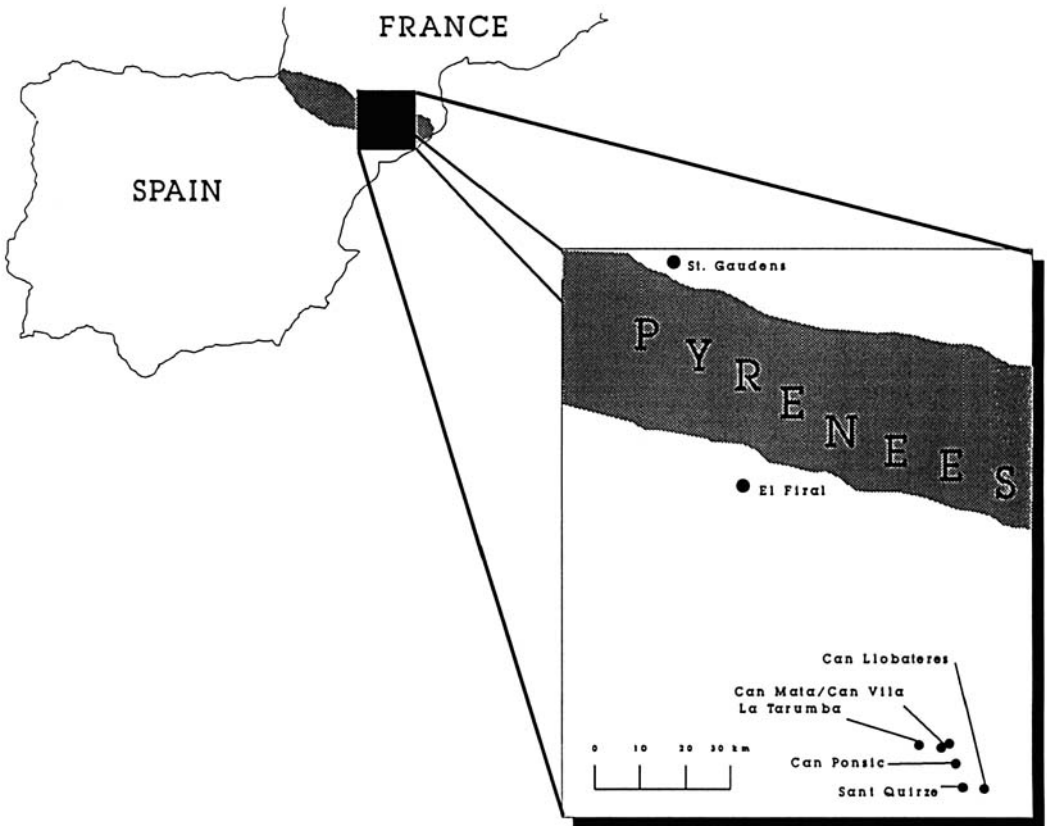 FRANCE
SPAIN
St. Gaudens
PYRENEES
El Firal
Can Llobateres
Can Mata/Can Vila
La Tarumba
0 10 20 30 km
Can Ponsic
Sant Quirze